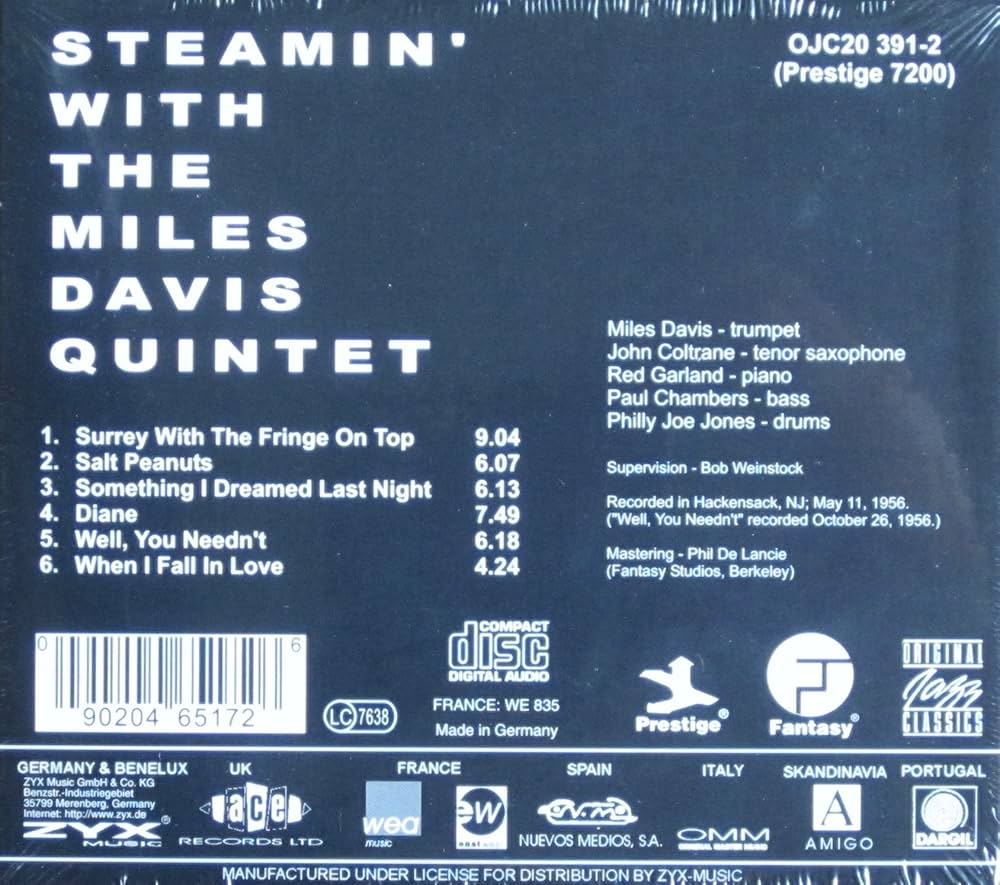 STEAMIN'
WITH
THE
MILES
DAVIS
QUINTET
OJC20 391-2
(Prestige 7200)
Miles Davis - trumpet
John Coltrane - tenor saxophone
Red Garland - piano
Paul Chambers - bass
Philly Joe Jones - drums
Supervision - Bob Weinstock
Recorded in Hackensack, NJ; May 11, 1956.
("Well, You Needn't" recorded October 26, 1956.)
Mastering - Phil De Lancie
(Fantasy Studios, Berkeley)
1. Surrey With The Fringe On Top 9.04
2. Salt Peanuts 6.07
3. Something I Dreamed Last Night 6.13
4. Diane 7.49
5. Well, You Needn't 6.18
6. When I Fall In Love 4.24
0 90204 65172 6
LC 7638
COMPACT
disc
DIGITAL AUDIO
FRANCE: WE 835
Made in Germany
Prestige®
Fantasy®
ORIGINAL
Jazz
CLASSICS
GERMANY & BENELUX
ZYX Music GmbH & Co. KG
Benzstr.-Industriegebiet
35799 Merenberg, Germany
Internet: http://www.zyx.de
ZYX®
MUSIC
UK
ace
RECORDS LTD
FRANCE
wea
music
ew
east west
SPAIN
N.M.
NUEVOS MEDIOS, S.A.
ITALY
OMM
SKANDINAVIA
A
AMIGO
PORTUGAL
DARGIL
MANUFACTURED UNDER LICENSE FOR DISTRIBUTION BY ZYX-MUSIC